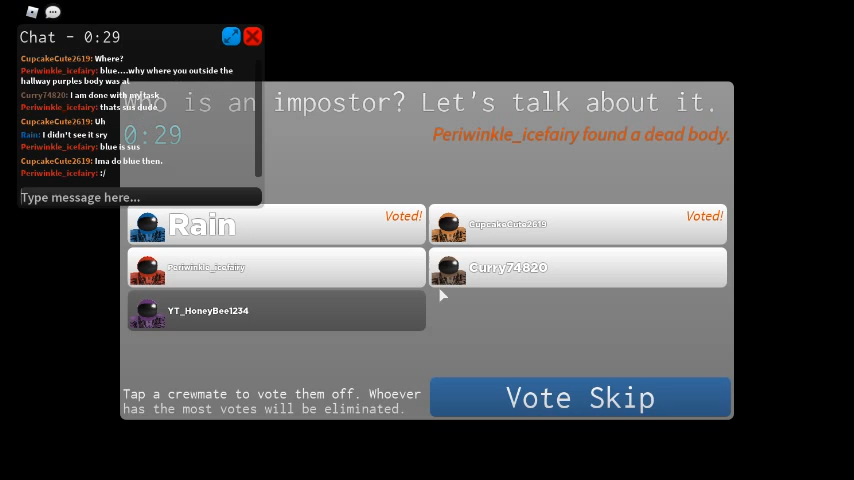 Chat - 0:29
CupcakeCute2619: Where?
Periwinkle_icefairy: blue....why where you outside the
hallway purples body was at
Curry74820: I am done with my task
Periwinkle_icefairy: thats sus dude
CupcakeCute2619: Uh
Rain: I didn't see it sry
Periwinkle_icefairy: blue is sus
CupcakeCute2619: Ima do blue then.
Periwinkle_icefairy: :/
Type message here...
Who is an impostor? Let's talk about it.
0:29
Periwinkle_icefairy found a dead body.
Rain
Voted!
CupcakeCute2619
Voted!
Periwinkle_icefairy
Curry74820
YT_HoneyBee1234
Tap a crewmate to vote them off. Whoever
has the most votes will be eliminated.
Vote Skip